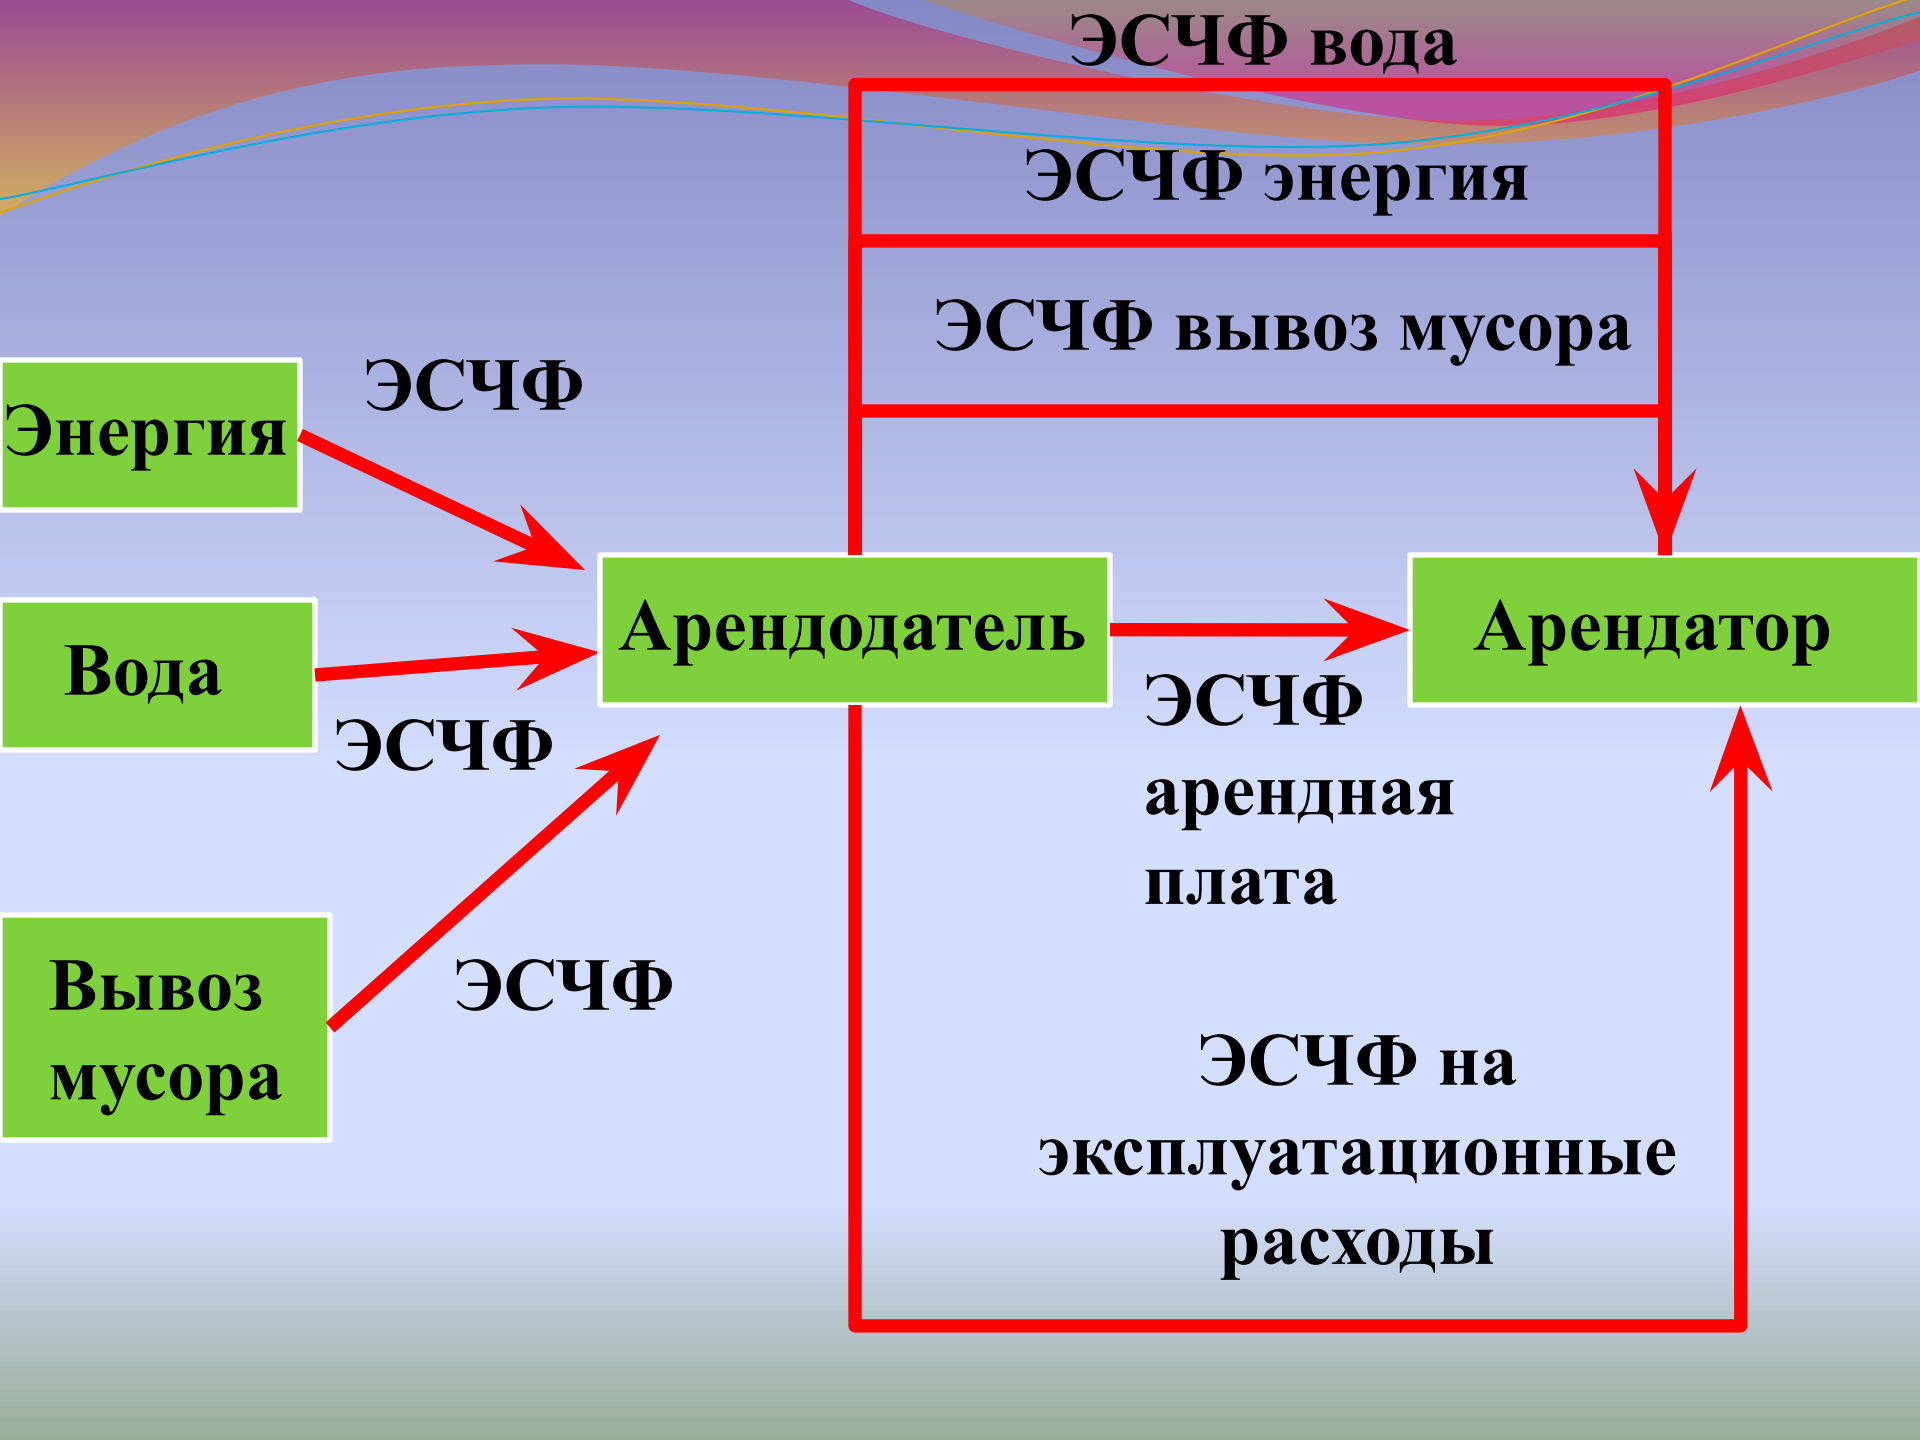 ЭСЧФ вода
ЭСЧФ энергия
ЭСЧФ вывоз мусора
ЭСЧФ
Энергия
Арендодатель
Арендатор
Вода
ЭСЧФ
ЭСЧФ
арендная
плата
Вывоз
мусора
ЭСЧФ
ЭСЧФ на
эксплуатационные
расходы